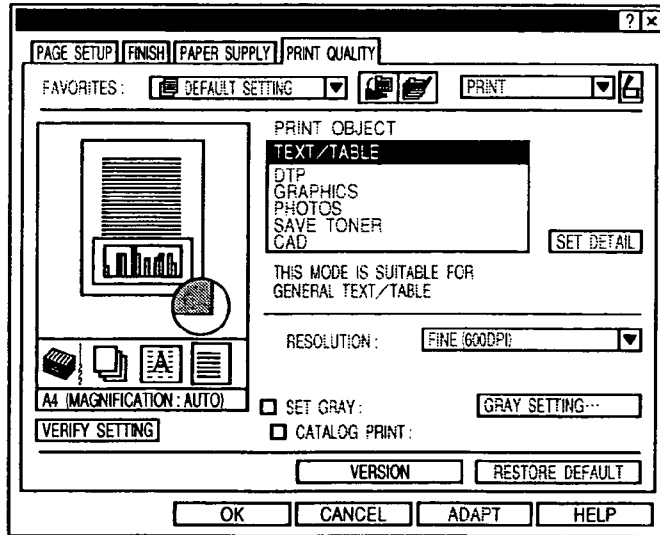 ? ×
PAGE SETUP FINISH PAPER SUPPLY PRINT QUALITY
FAVORITES : DEFAULT SETTING PRINT
PRINT OBJECT
TEXT/TABLE
DTP
GRAPHICS
PHOTOS
SAVE TONER
CAD
SET DETAIL
THIS MODE IS SUITABLE FOR
GENERAL TEXT/TABLE
RESOLUTION : FINE (600DPI)
A
A4 (MAGNIFICATION : AUTO)
SET GRAY : GRAY SETTING...
VERIFY SETTING
CATALOG PRINT :
VERSION RESTORE DEFAULT
OK CANCEL ADAPT HELP